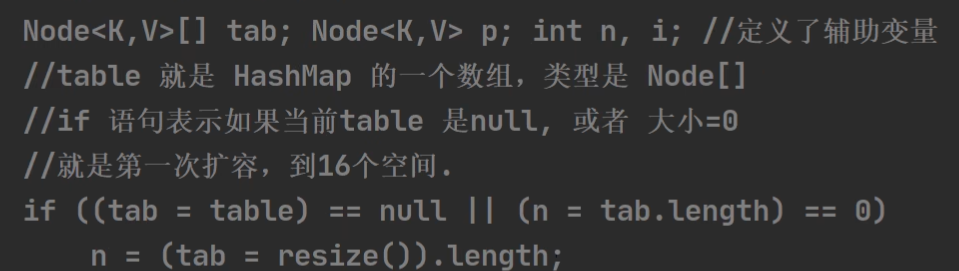 Node<K,V>[] tab; Node<K,V> p; int n, i; //定义了辅助变量
//table 就是 HashMap 的一个数组，类型是 Node[]
//if 语句表示如果当前table 是null, 或者 大小=0
//就是第一次扩容，到16个空间.
if ((tab = table) == null || (n = tab.length) == 0)
    n = (tab = resize()).length;